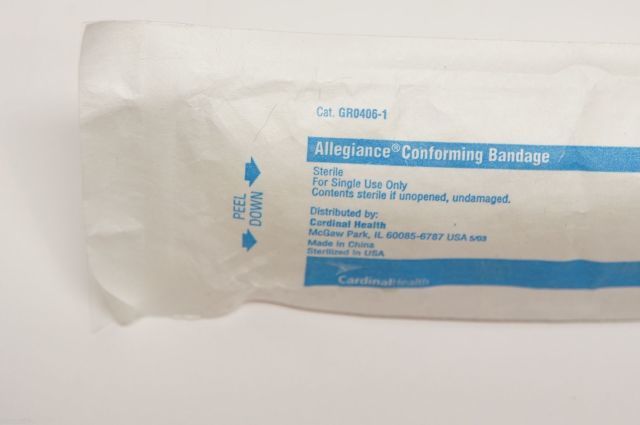 Cat. GR0406-1
Allegiance® Conforming Bandage
Sterile
For Single Use Only
Contents sterile if unopened, undamaged.
Distributed by:
Cardinal Health
McGaw Park, IL 60085-6787 USA 5/03
Made in China
Sterilized in USA
CardinalHealth
PEEL
DOWN